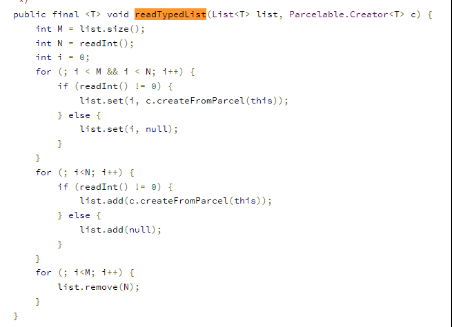 */
public final <T> void readTypedList(List<T> list, Parcelable.Creator<T> c) {
int M = list.size();
int N = readInt();
int i = 0;
for (; i < M && i < N; i++) {
if (readInt() != 0) {
list.set(i, c.createFromParcel(this));
} else {
list.set(i, null);
}
}
for (; i<N; i++) {
if (readInt() != 0) {
list.add(c.createFromParcel(this));
} else {
list.add(null);
}
}
for (; i<M; i++) {
list.remove(N);
}
}